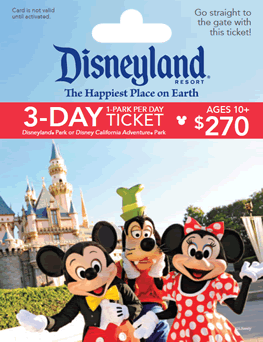 Card is not valid
until activated.
Go straight to
the gate with
this ticket!
Disneyland®
RESORT
The Happiest Place on Earth
3-DAY
1-PARK PER DAY
TICKET
Disneyland® Park or Disney California Adventure® Park
AGES 10+
$270
©Disney